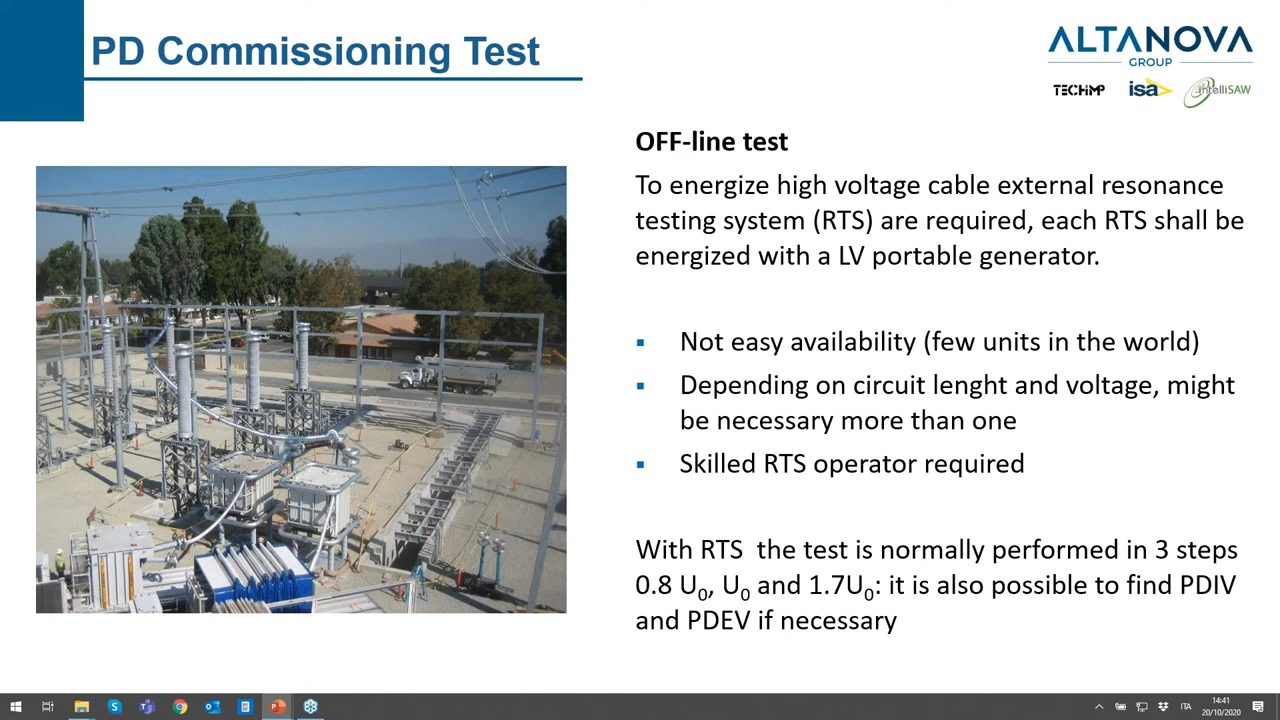 PD Commissioning Test
ALTANOVA
GROUP
TECHIMP
isa
intelliSAW
OFF-line test
To energize high voltage cable external resonance
testing system (RTS) are required, each RTS shall be
energized with a LV portable generator.
Not easy availability (few units in the world)
Depending on circuit lenght and voltage, might
be necessary more than one
Skilled RTS operator required
With RTS the test is normally performed in 3 steps
0.8 U₀, U₀ and 1.7U₀: it is also possible to find PDIV
and PDEV if necessary
ITA
14:41
20/10/2020